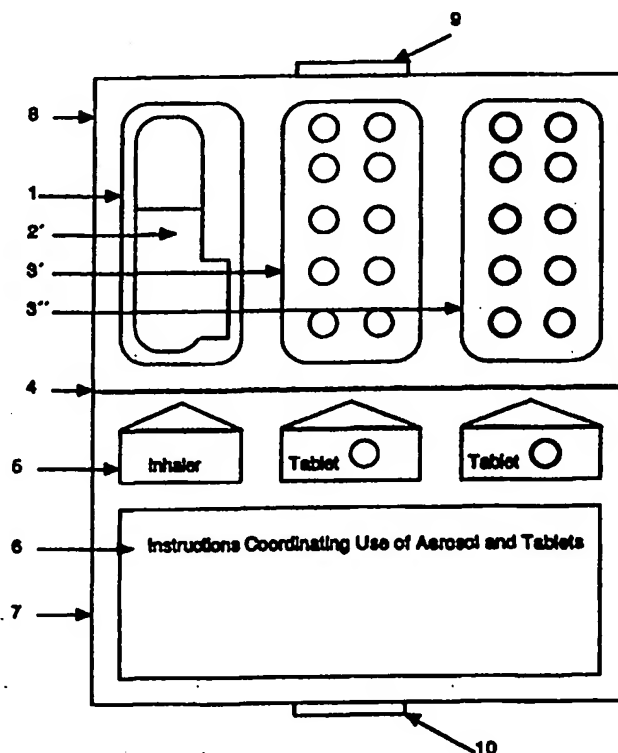 9
8
1
2'
3'
3''
4
Inhaler
Tablet
Tablet
5
Instructions Coordinating Use of Aerosol and Tablets
6
7
10